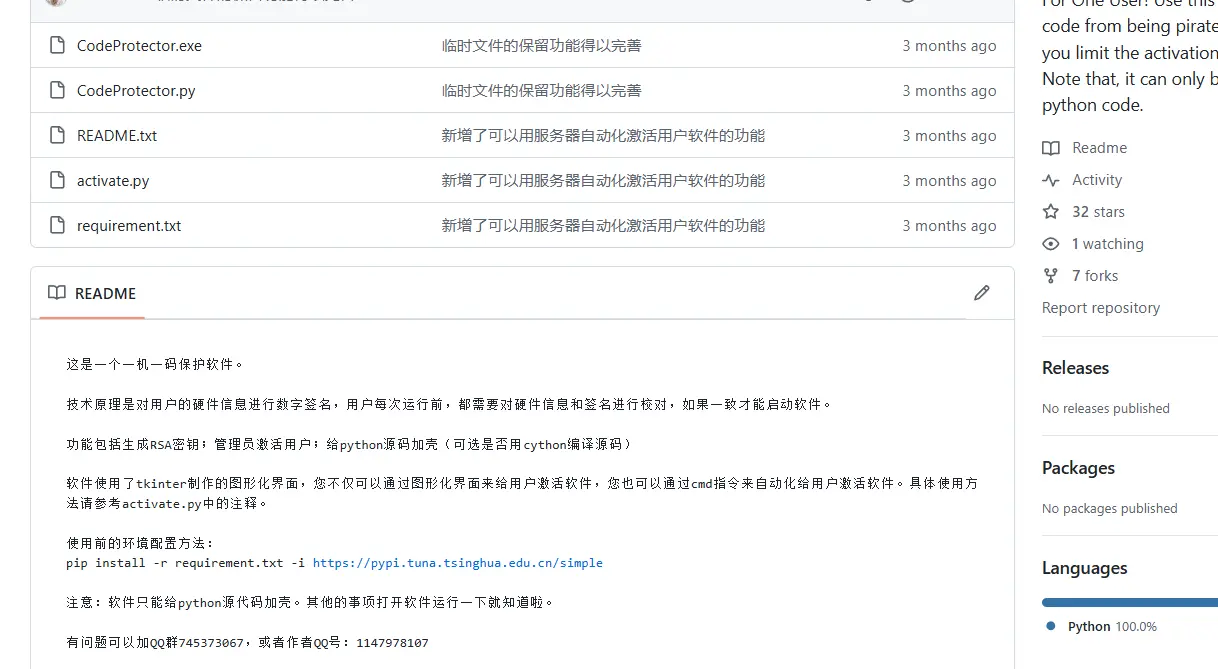 For One User! Use this
CodeProtector.exe 临时文件的保留功能得以完善 3 months ago
CodeProtector.py 临时文件的保留功能得以完善 3 months ago
README.txt 新增了可以用服务器自动化激活用户软件的功能 3 months ago
activate.py 新增了可以用服务器自动化激活用户软件的功能 3 months ago
requirement.txt 新增了可以用服务器自动化激活用户软件的功能 3 months ago
README
这是一个一机一码保护软件。
技术原理是对用户的硬件信息进行数字签名，用户每次运行前，都需要对硬件信息和签名进行校对，如果一致才能启动软件。
功能包括生成RSA密钥；管理员激活用户；给python源码加壳（可选是否用cython编译源码）
软件使用了tkinter制作的图形化界面，您不仅可以通过图形化界面来给用户激活软件，您也可以通过cmd指令来自动化给用户激活软件。具体使用方
法请参考activate.py中的注释。
使用前的环境配置方法：
pip install -r requirement.txt -i https://pypi.tuna.tsinghua.edu.cn/simple
注意：软件只能给python源代码加壳。其他的事项打开软件运行一下就知道啦。
有问题可以加QQ群745373067，或者作者QQ号：1147978107
code from being pirate
you limit the activation
Note that, it can only b
python code.
Readme
Activity
32 stars
1 watching
7 forks
Report repository
Releases
No releases published
Packages
No packages published
Languages
Python 100.0%